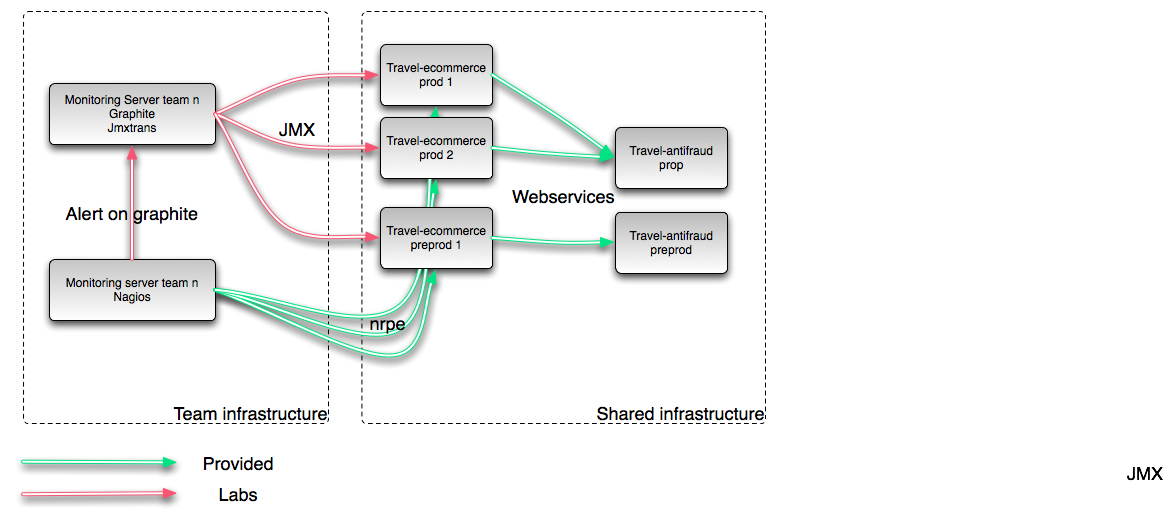 Travel-ecommerce
prod 1
Monitoring Server team n
Graphite
Jmxtrans
JMX
Travel-ecommerce
prod 2
Travel-antifraud
prop
Webservices
Alert on graphite
Travel-ecommerce
preprod 1
Travel-antifraud
preprod
Monitoring server team n
Nagios
nrpe
Team infrastructure
Shared infrastructure
Provided
Labs
JMX